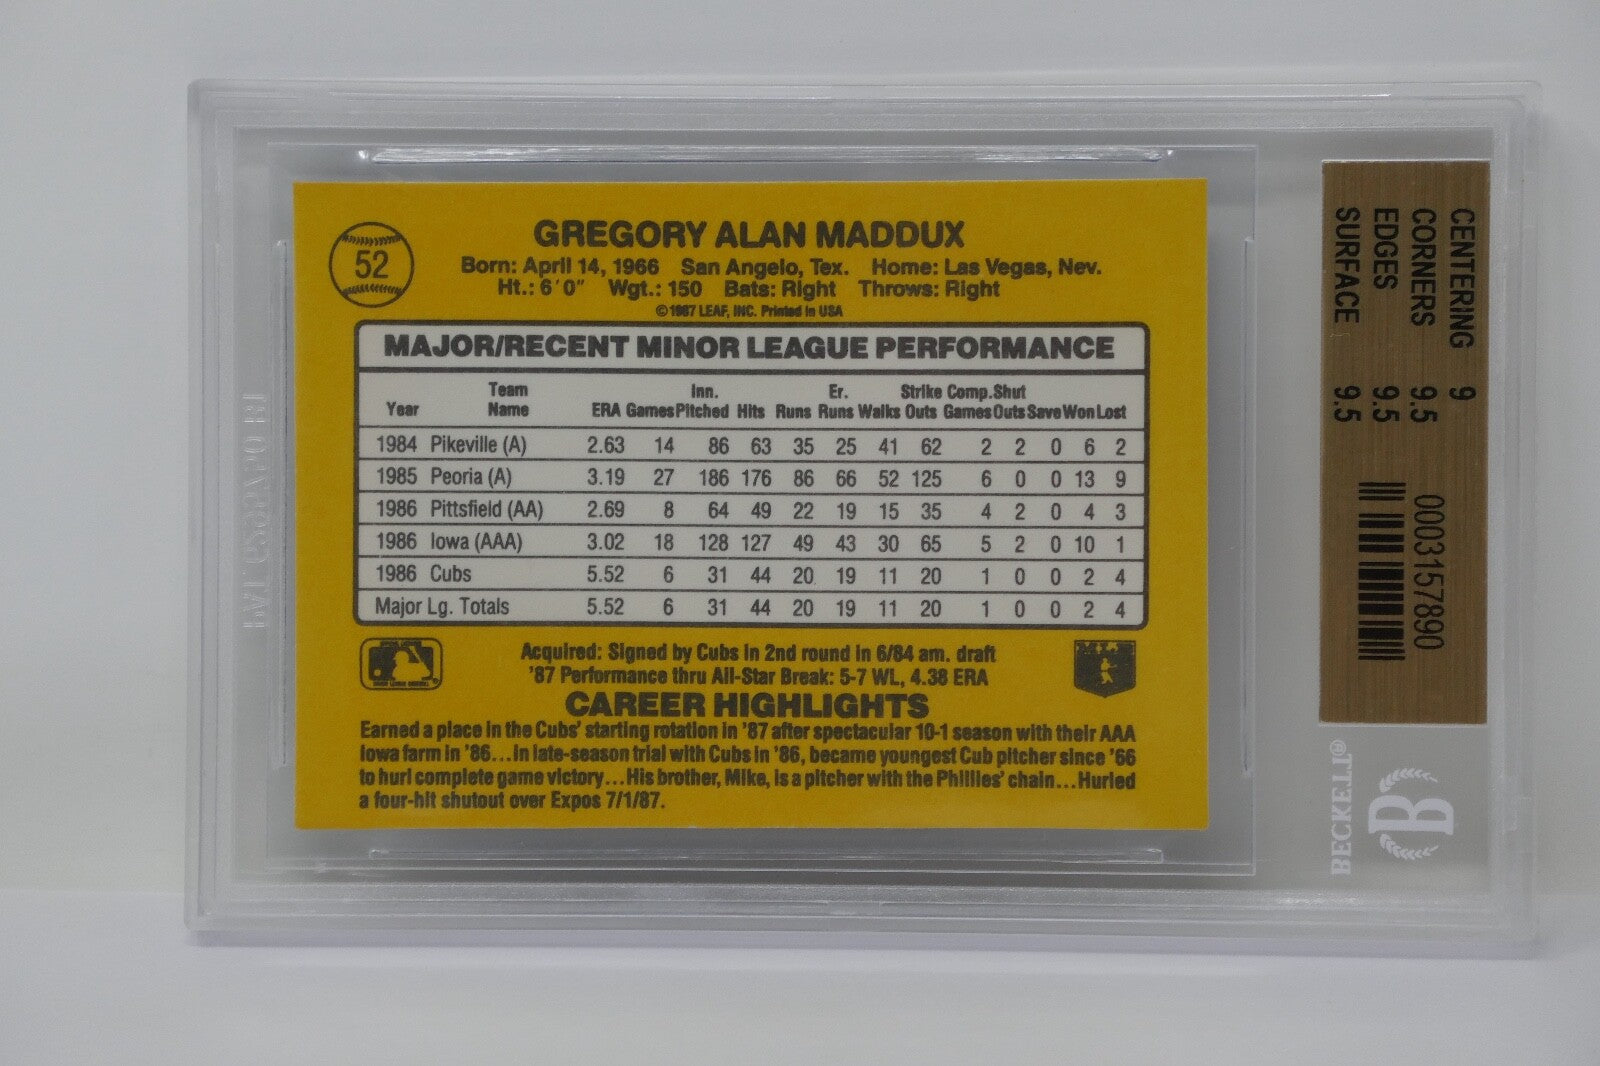 52
GREGORY ALAN MADDUX
Born: April 14, 1966 San Angelo, Tex. Home: Las Vegas, Nev.
Ht.: 6´0" Wgt.: 150 Bats: Right Throws: Right
©1987 LEAF, INC. Printed in USA
MAJOR/RECENT MINOR LEAGUE PERFORMANCE
Team Inn. Er. Strike Comp. Shut
Year Name ERA Games Pitched Hits Runs Runs Walks Outs Games Outs Save Won Lost
1984 Pikeville (A) 2.63 14 86 63 35 25 41 62 2 2 0 6 2
1985 Peoria (A) 3.19 27 186 176 86 66 52 125 6 0 0 13 9
1986 Pittsfield (AA) 2.69 8 64 49 22 19 15 35 4 2 0 4 3
1986 Iowa (AAA) 3.02 18 128 127 49 43 30 65 5 2 0 10 1
1986 Cubs 5.52 6 31 44 20 19 11 20 1 0 0 2 4
Major Lg. Totals 5.52 6 31 44 20 19 11 20 1 0 0 2 4
Acquired: Signed by Cubs in 2nd round in 6/84 am. draft
'87 Performance thru All-Star Break: 5-7 WL, 4.38 ERA
CAREER HIGHLIGHTS
Earned a place in the Cubs' starting rotation in '87 after spectacular 10-1 season with their AAA
Iowa farm in '86...In late-season trial with Cubs in '86, became youngest Cub pitcher since '66
to hurl complete game victory...His brother, Mike, is a pitcher with the Phillies' chain...Hurled
a four-hit shutout over Expos 7/1/87.
CENTERING 9
CORNERS 9.5
EDGES 9.5
SURFACE 9.5
0003157890
B
BECKETT®